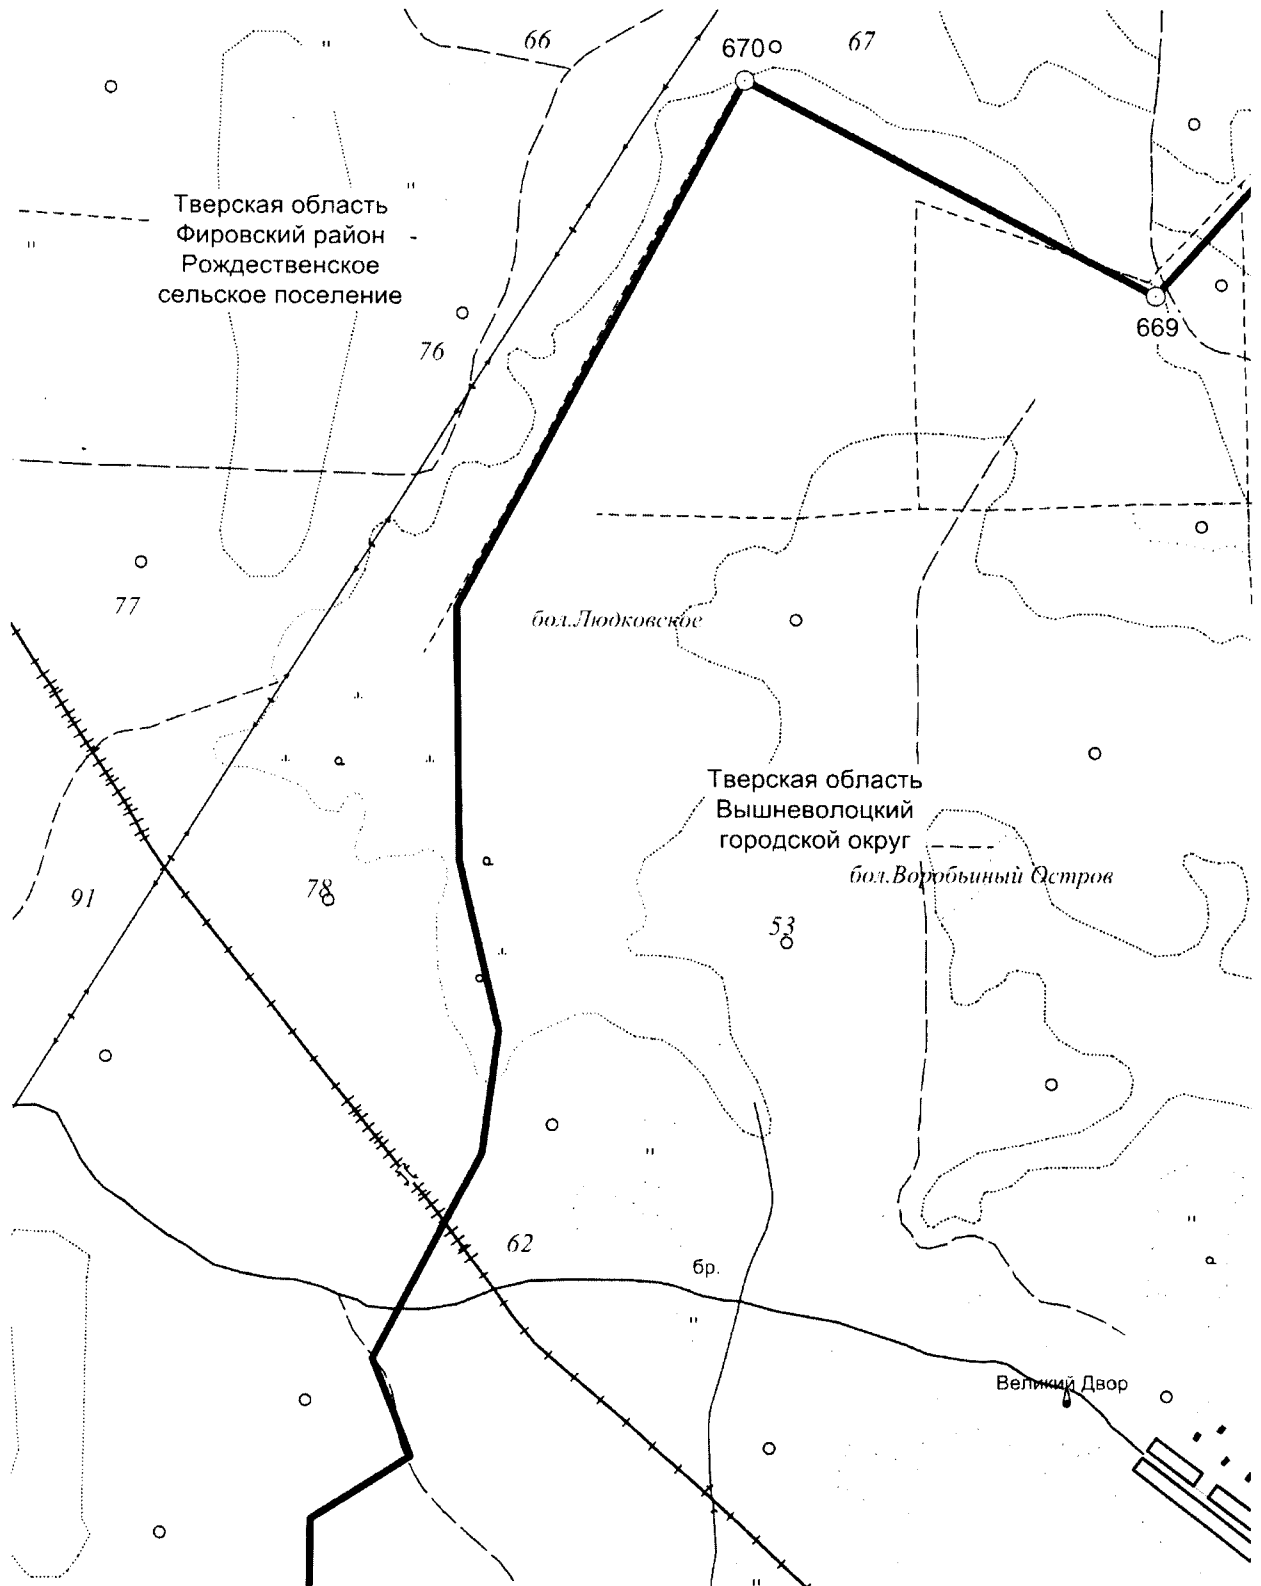 66
670
67
Тверская область
Фировский район
Рождественское
сельское поселение
669
76
77
бол.Людковское
Тверская область
Вышневолоцкий
городской округ
бол.Воробьиный Остров
91
78
53
62
бр.
Великий Двор